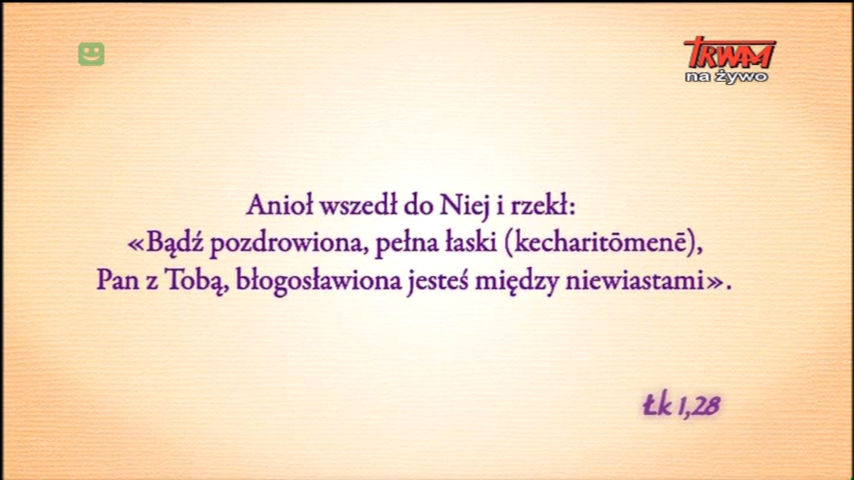 TRWAM
na żywo
Anioł wszedł do Niej i rzekł:
«Bądź pozdrowiona, pełna łaski (kecharitōmenē),
Pan z Tobą, błogosławiona jesteś między niewiastami».
Łk 1,28